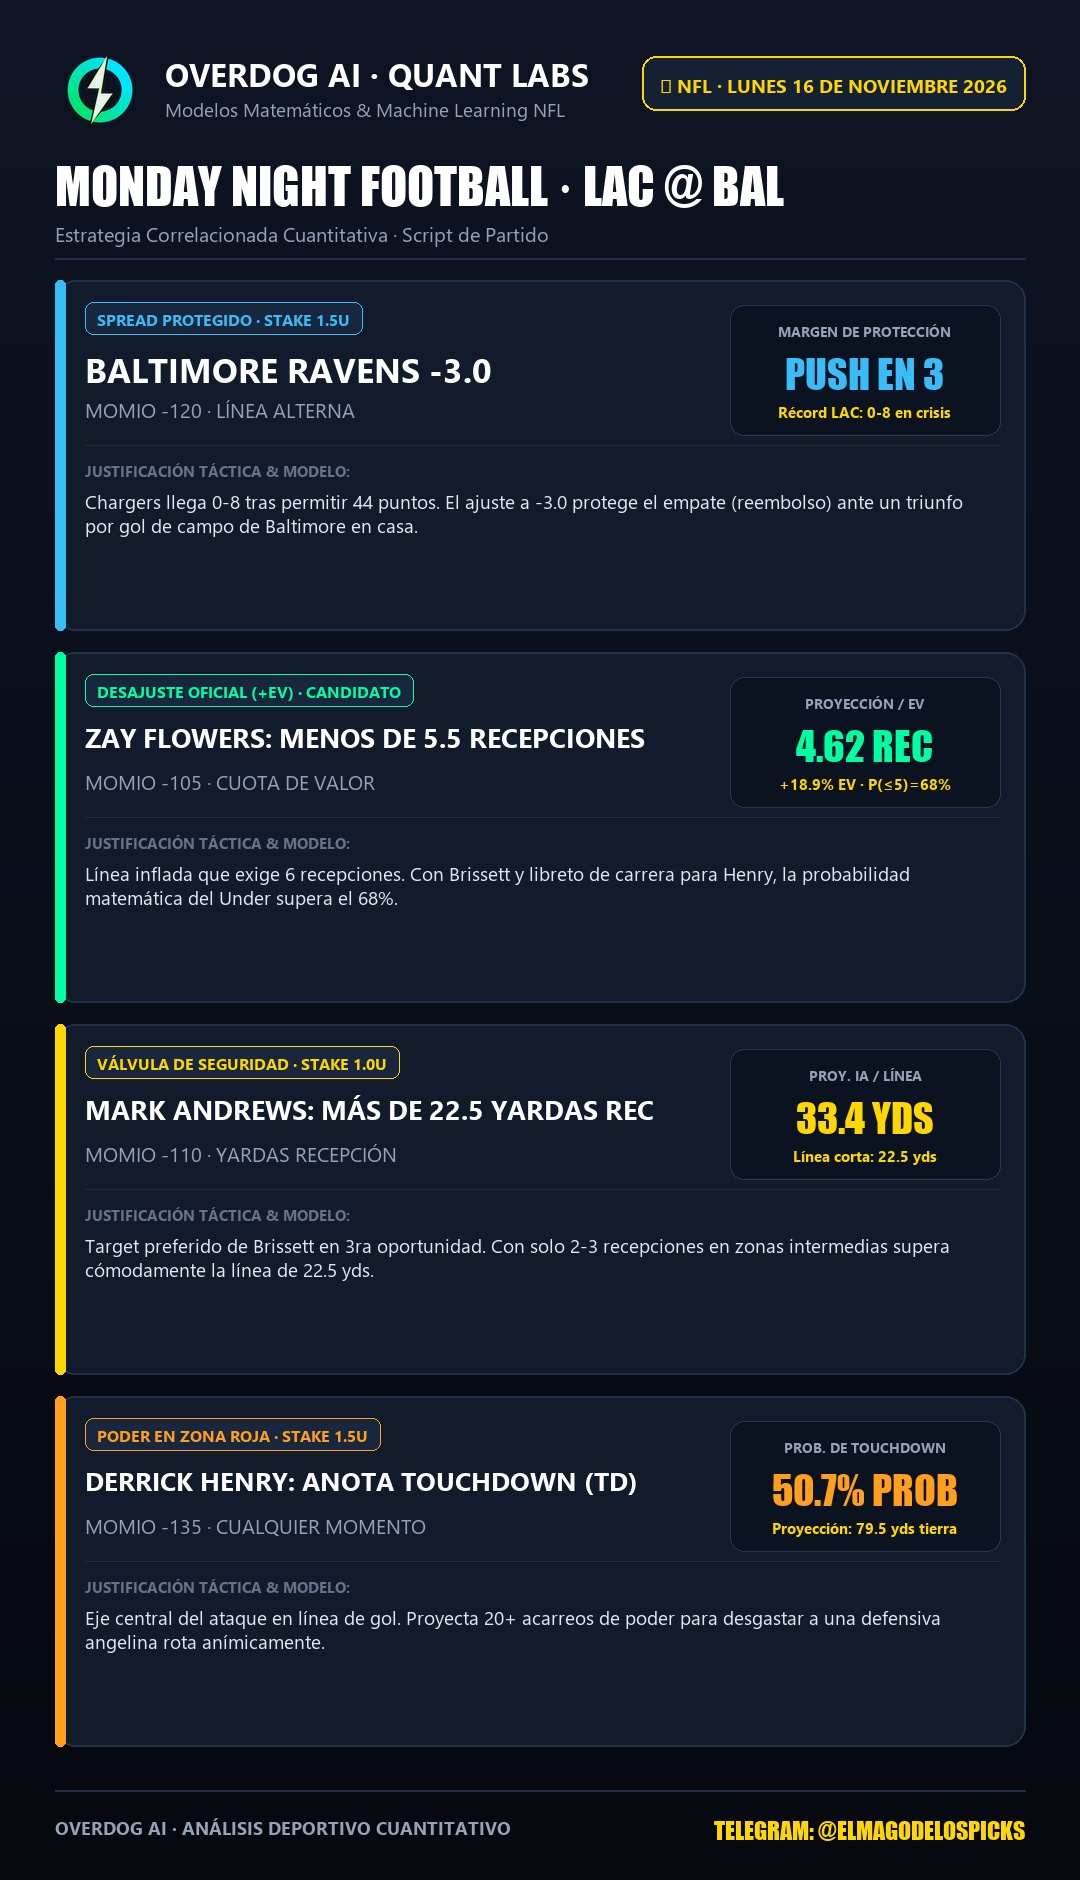 OVERDOG AI · QUANT LABS
Modelos Matemáticos & Machine Learning NFL
NFL · LUNES 16 DE NOVIEMBRE 2026
MONDAY NIGHT FOOTBALL · LAC @ BAL
Estrategia Correlacionada Cuantitativa · Script de Partido
SPREAD PROTEGIDO · STAKE 1.5U
BALTIMORE RAVENS -3.0
MOMIO -120 · LÍNEA ALTERNA
MARGEN DE PROTECCIÓN
PUSH EN 3
Récord LAC: 0-8 en crisis
JUSTIFICACIÓN TÁCTICA & MODELO:
Chargers llega 0-8 tras permitir 44 puntos. El ajuste a -3.0 protege el empate (reembolso) ante un triunfo
por gol de campo de Baltimore en casa.
DESAJUSTE OFICIAL (+EV) · CANDIDATO
ZAY FLOWERS: MENOS DE 5.5 RECEPCIONES
MOMIO -105 · CUOTA DE VALOR
PROYECCIÓN / EV
4.62 REC
+18.9% EV · P(≤5)=68%
JUSTIFICACIÓN TÁCTICA & MODELO:
Línea inflada que exige 6 recepciones. Con Brissett y libreto de carrera para Henry, la probabilidad
matemática del Under supera el 68%.
VÁLVULA DE SEGURIDAD · STAKE 1.0U
MARK ANDREWS: MÁS DE 22.5 YARDAS REC
MOMIO -110 · YARDAS RECEPCIÓN
PROY. IA / LÍNEA
33.4 YDS
Línea corta: 22.5 yds
JUSTIFICACIÓN TÁCTICA & MODELO:
Target preferido de Brissett en 3ra oportunidad. Con solo 2-3 recepciones en zonas intermedias supera
cómodamente la línea de 22.5 yds.
PODER EN ZONA ROJA · STAKE 1.5U
DERRICK HENRY: ANOTA TOUCHDOWN (TD)
MOMIO -135 · CUALQUIER MOMENTO
PROB. DE TOUCHDOWN
50.7% PROB
Proyección: 79.5 yds tierra
JUSTIFICACIÓN TÁCTICA & MODELO:
Eje central del ataque en línea de gol. Proyecta 20+ acarreos de poder para desgastar a una defensiva
angelina rota anímicamente.
OVERDOG AI · ANÁLISIS DEPORTIVO CUANTITATIVO
TELEGRAM: @ELMAGODELOSPICKS